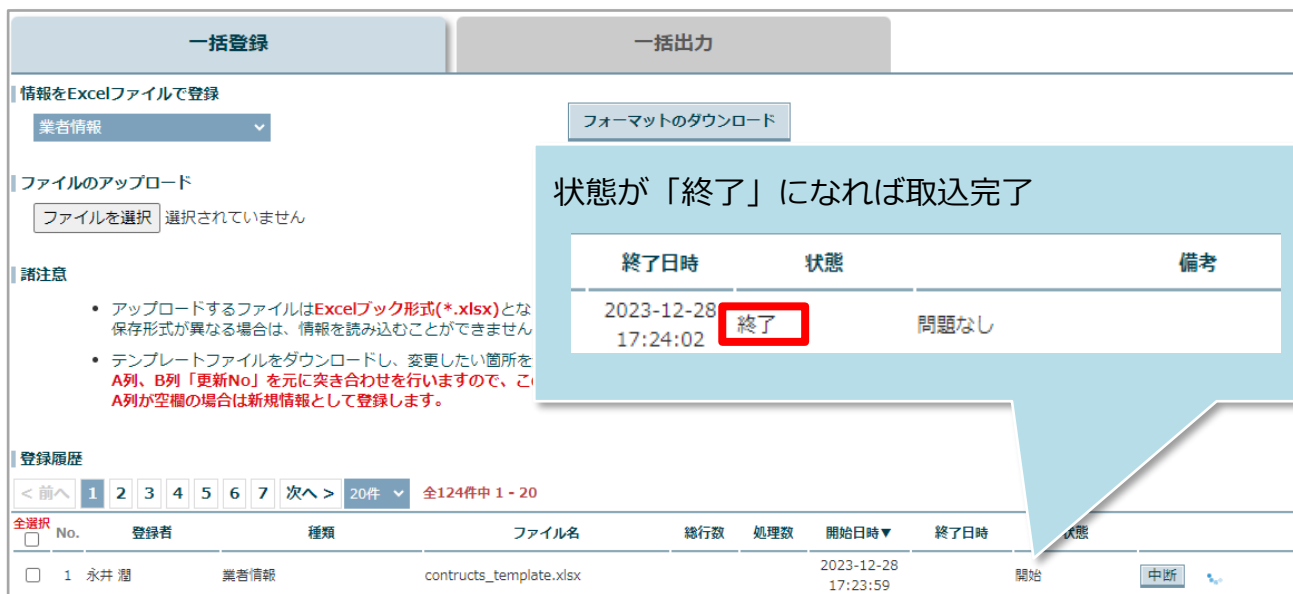 一括登録
一括出力
情報をExcelファイルで登録
業者情報
フォーマットのダウンロード
ファイルのアップロード
ファイルを選択 選択されていません
諸注意
アップロードするファイルはExcelブック形式(*.xlsx)とな
保存形式が異なる場合は、情報を読み込むことができません
テンプレートファイルをダウンロードし、変更したい箇所を
A列、B列「更新No」を元に突き合わせを行いますので、こ
A列が空欄の場合は新規情報として登録します。
状態が「終了」になれば取込完了
終了日時 状態 備考
2023-12-28
17:24:02
終了 問題なし
登録履歴
< 前へ 1 2 3 4 5 6 7 次へ > 20件 全124件中 1 - 20
全選択 No. 登録者 種類 ファイル名 総行数 処理数 開始日時▼ 終了日時 状態
1 永井 潤 業者情報 contructs_template.xlsx 2023-12-28
17:23:59
開始 中断